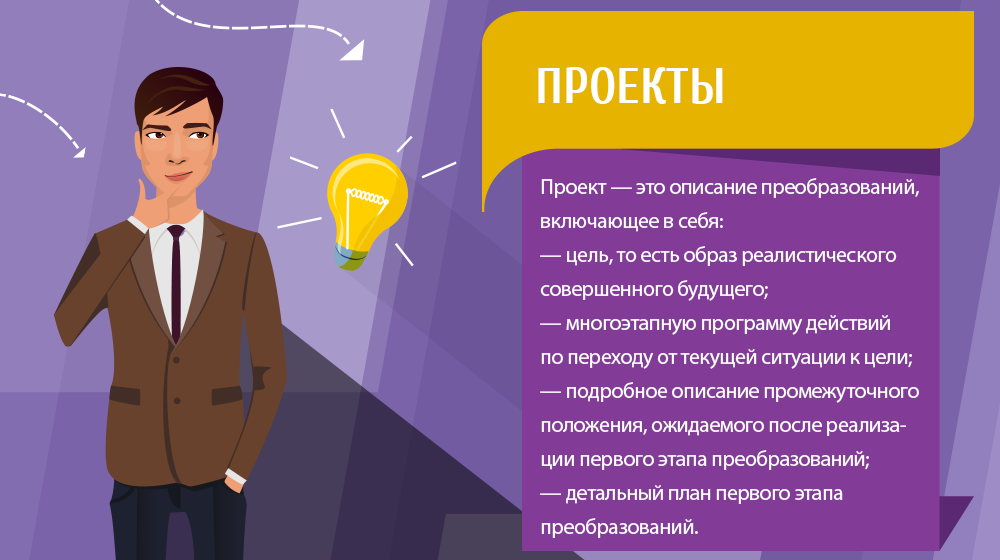 ПРОЕКТЫ
Проект — это описание преобразований,
включающее в себя:
— цель, то есть образ реалистического
совершенного будущего;
— многоэтапную программу действий
по переходу от текущей ситуации к цели;
— подробное описание промежуточного
положения, ожидаемого после реализа-
ции первого этапа преобразований;
— детальный план первого этапа
преобразований.